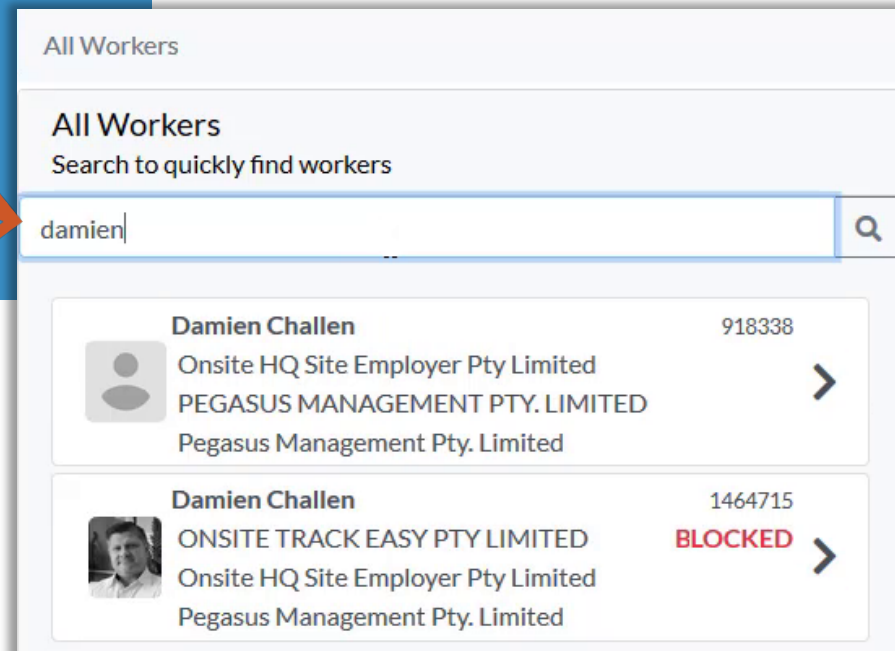 All Workers
All Workers
Search to quickly find workers
damien
Damien Challen 918338
Onsite HQ Site Employer Pty Limited
PEGASUS MANAGEMENT PTY. LIMITED
Pegasus Management Pty. Limited
Damien Challen 1464715
ONSITE TRACK EASY PTY LIMITED BLOCKED
Onsite HQ Site Employer Pty Limited
Pegasus Management Pty. Limited